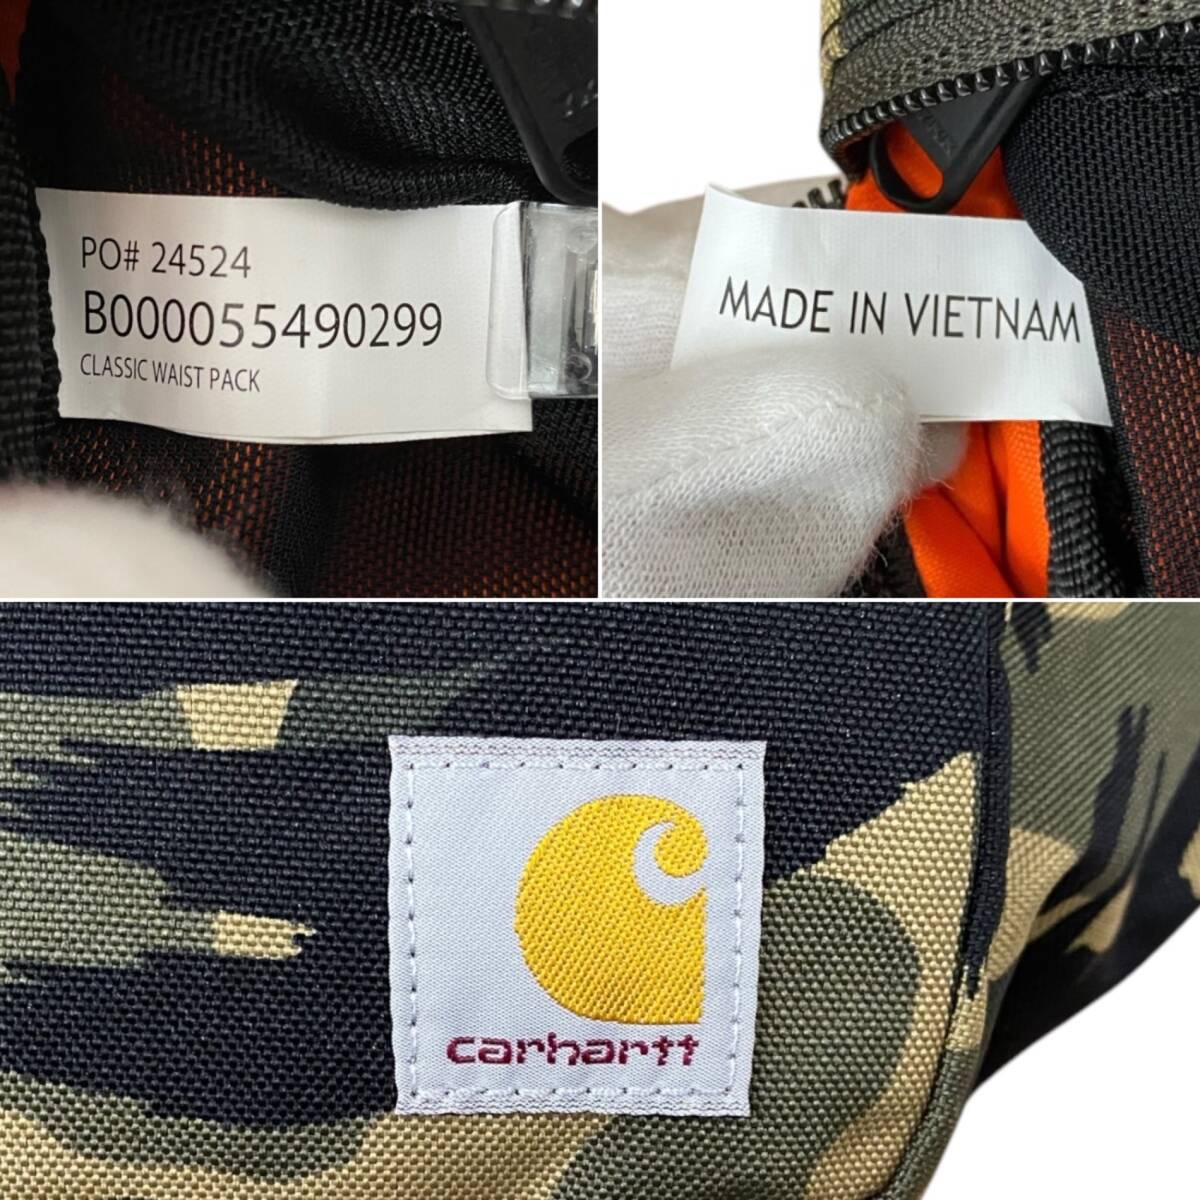 PO# 24524
B000055490299
CLASSIC WAIST PACK
MADE IN VIETNAM
carhartt